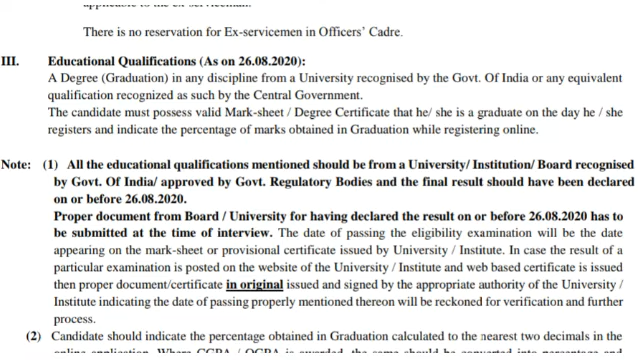 There is no reservation for Ex-servicemen in Officers' Cadre.
III. Educational Qualifications (As on 26.08.2020):
A Degree (Graduation) in any discipline from a University recognised by the Govt. Of India or any equivalent
qualification recognized as such by the Central Government.
The candidate must possess valid Mark-sheet / Degree Certificate that he/ she is a graduate on the day he / she
registers and indicate the percentage of marks obtained in Graduation while registering online.
Note: (1) All the educational qualifications mentioned should be from a University/ Institution/ Board recognised
by Govt. Of India/ approved by Govt. Regulatory Bodies and the final result should have been declared
on or before 26.08.2020.
Proper document from Board / University for having declared the result on or before 26.08.2020 has to
be submitted at the time of interview. The date of passing the eligibility examination will be the date
appearing on the mark-sheet or provisional certificate issued by University / Institute. In case the result of a
particular examination is posted on the website of the University / Institute and web based certificate is issued
then proper document/certificate in original issued and signed by the appropriate authority of the University /
Institute indicating the date of passing properly mentioned thereon will be reckoned for verification and further
process.
(2) Candidate should indicate the percentage obtained in Graduation calculated to the nearest two decimals in the